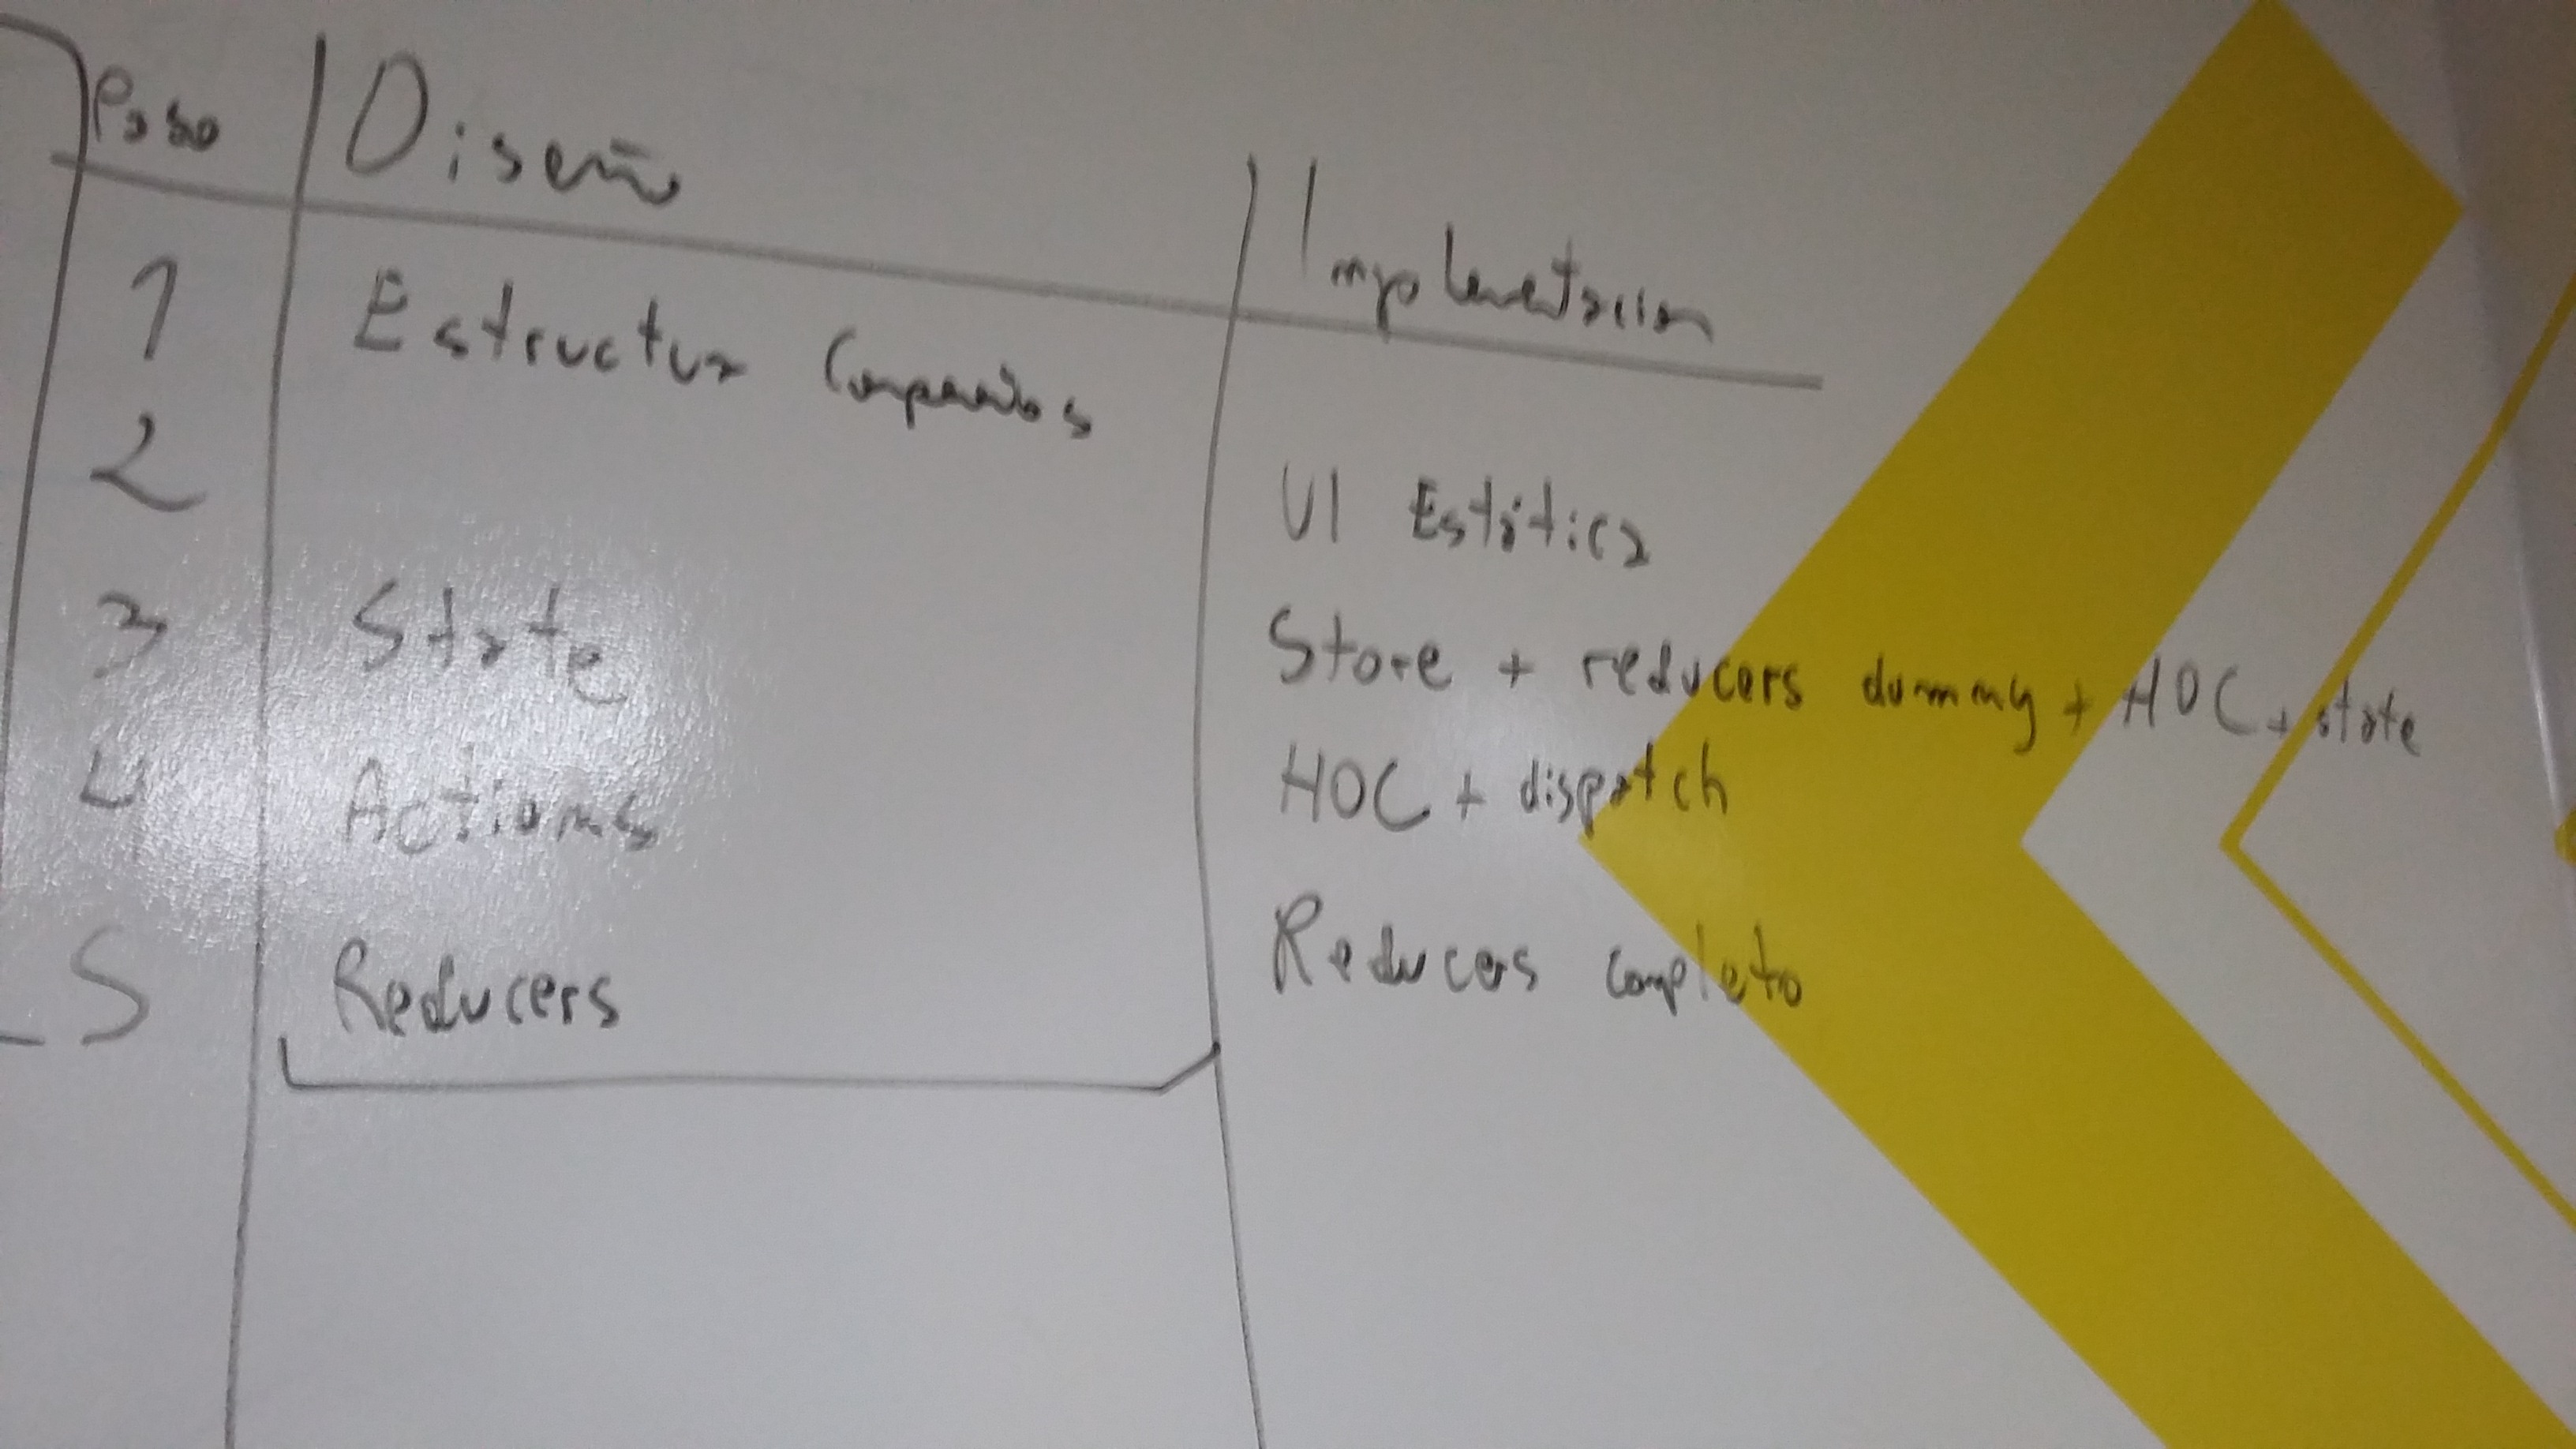 Paso Diseño Implementacion
1 Estructura
2 UI Estática
3 State Store + reducers dummy + HOC + state
4 Actions HOC + dispatch
5 Reducers Reducers completo